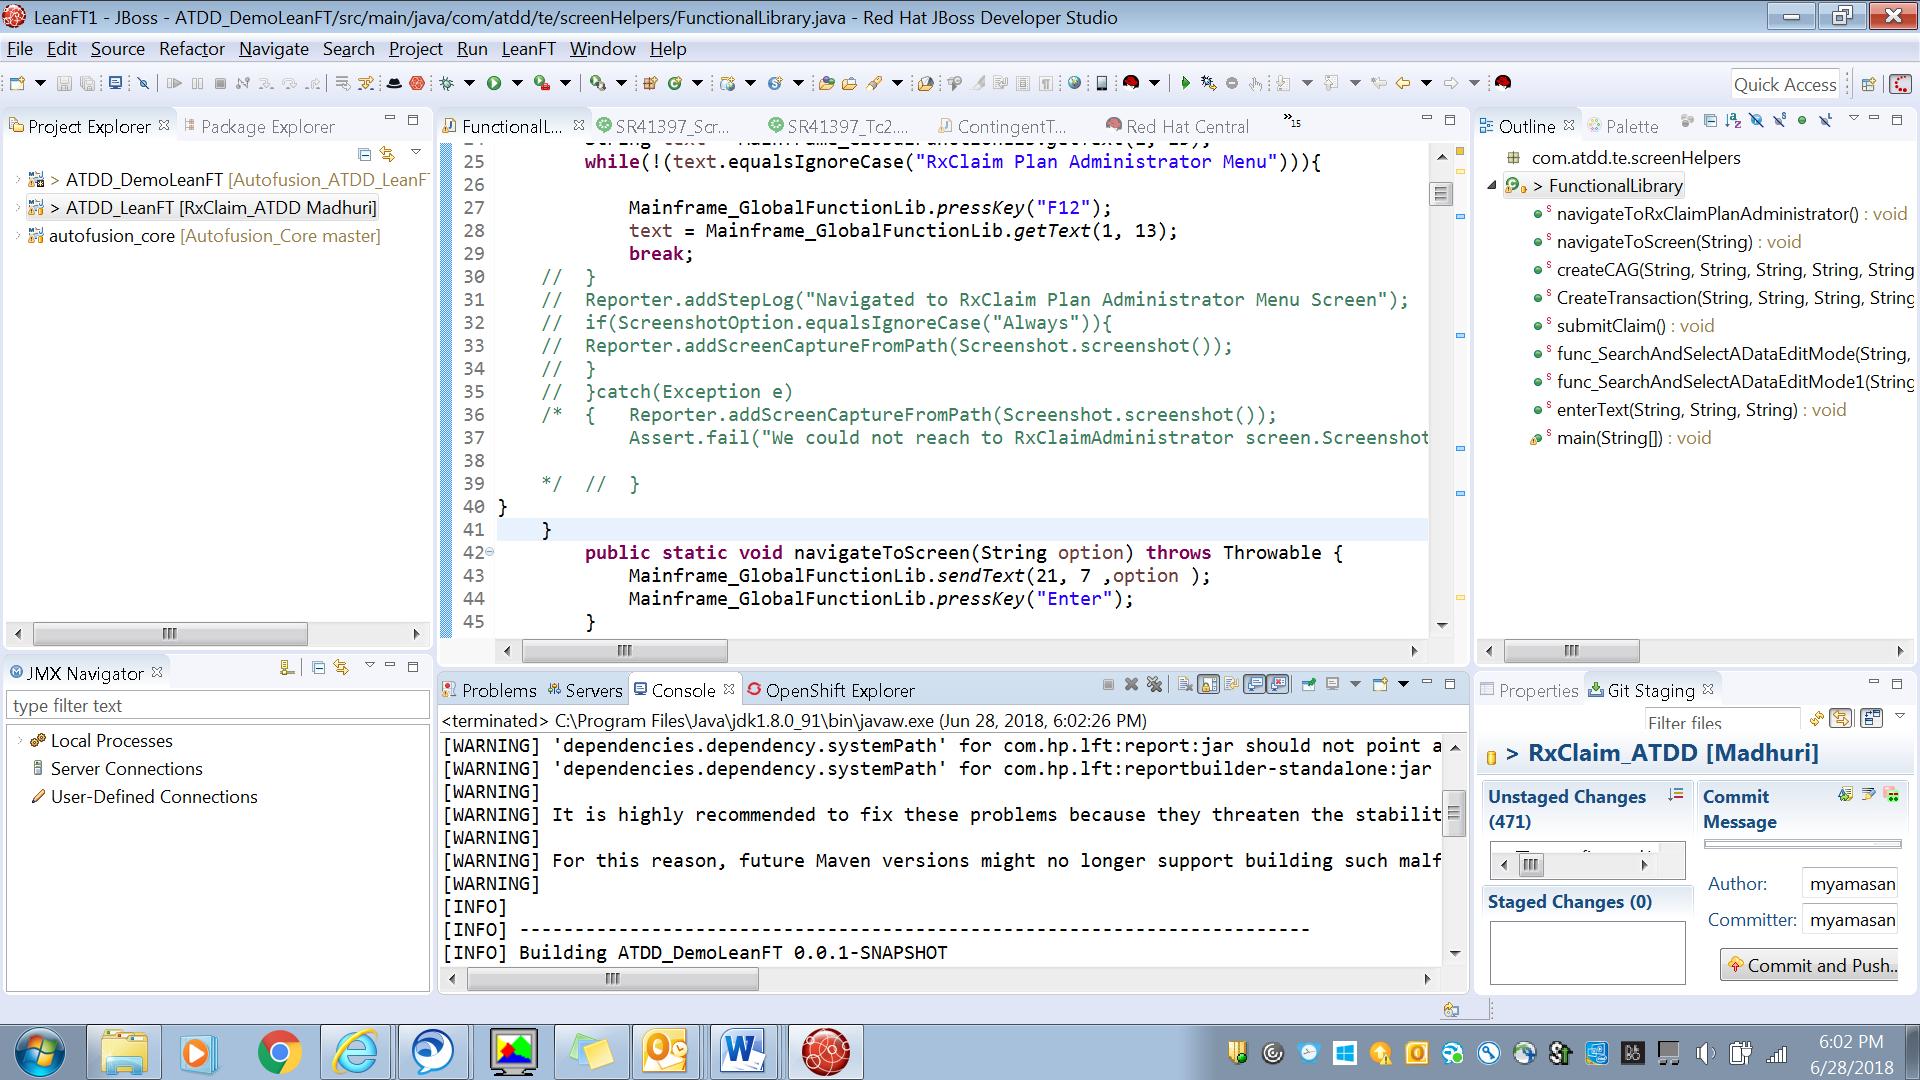 LeanFT1 - JBoss - ATDD_DemoLeanFT/src/main/java/com/atdd/te/screenHelpers/FunctionalLibrary.java - Red Hat JBoss Developer Studio
File Edit Source Refactor Navigate Search Project Run LeanFT Window Help
Quick Access
Project Explorer
Package Explorer
> ATDD_DemoLeanFT [Autofusion_ATDD_LeanF
> ATDD_LeanFT [RxClaim_ATDD Madhuri]
autofusion_core [Autofusion_Core master]
FunctionalL... SR41397_Scr... SR41397_Tc2... ContingentT... Red Hat Central »15
25 while(!(text.equalsIgnoreCase("RxClaim Plan Administrator Menu"))){
26
27 Mainframe_GlobalFunctionLib.pressKey("F12");
28 text = Mainframe_GlobalFunctionLib.getText(1, 13);
29 break;
30 // }
31 // Reporter.addStepLog("Navigated to RxClaim Plan Administrator Menu Screen");
32 // if(ScreenshotOption.equalsIgnoreCase("Always")){
33 // Reporter.addScreenCaptureFromPath(Screenshot.screenshot());
34 // }
35 // }catch(Exception e)
36 /* { Reporter.addScreenCaptureFromPath(Screenshot.screenshot());
37 Assert.fail("We could not reach to RxClaimAdministrator screen.Screenshot
38
39 */ // }
40 }
41 }
42 public static void navigateToScreen(String option) throws Throwable {
43 Mainframe_GlobalFunctionLib.sendText(21, 7 ,option );
44 Mainframe_GlobalFunctionLib.pressKey("Enter");
45 }
Outline
Palette
com.atdd.te.screenHelpers
> FunctionalLibrary
navigateToRxClaimPlanAdministrator() : void
navigateToScreen(String) : void
createCAG(String, String, String, String, String
CreateTransaction(String, String, String, String
submitClaim() : void
func_SearchAndSelectADataEditMode(String,
func_SearchAndSelectADataEditMode1(String
enterText(String, String, String) : void
main(String[]) : void
JMX Navigator
type filter text
Local Processes
Server Connections
User-Defined Connections
Problems Servers Console OpenShift Explorer
<terminated> C:\Program Files\Java\jdk1.8.0_91\bin\javaw.exe (Jun 28, 2018, 6:02:26 PM)
[WARNING] 'dependencies.dependency.systemPath' for com.hp.lft:report:jar should not point a
[WARNING] 'dependencies.dependency.systemPath' for com.hp.lft:reportbuilder-standalone:jar
[WARNING]
[WARNING] It is highly recommended to fix these problems because they threaten the stabilit
[WARNING]
[WARNING] For this reason, future Maven versions might no longer support building such malf
[WARNING]
[INFO]
[INFO] ------------------------------------------------------------------------
[INFO] Building ATDD_DemoLeanFT 0.0.1-SNAPSHOT
Properties
Git Staging
Filter files
> RxClaim_ATDD [Madhuri]
Unstaged Changes (471)
Staged Changes (0)
Commit Message
Author: myamasan
Committer: myamasan
Commit and Push...
6:02 PM
6/28/2018